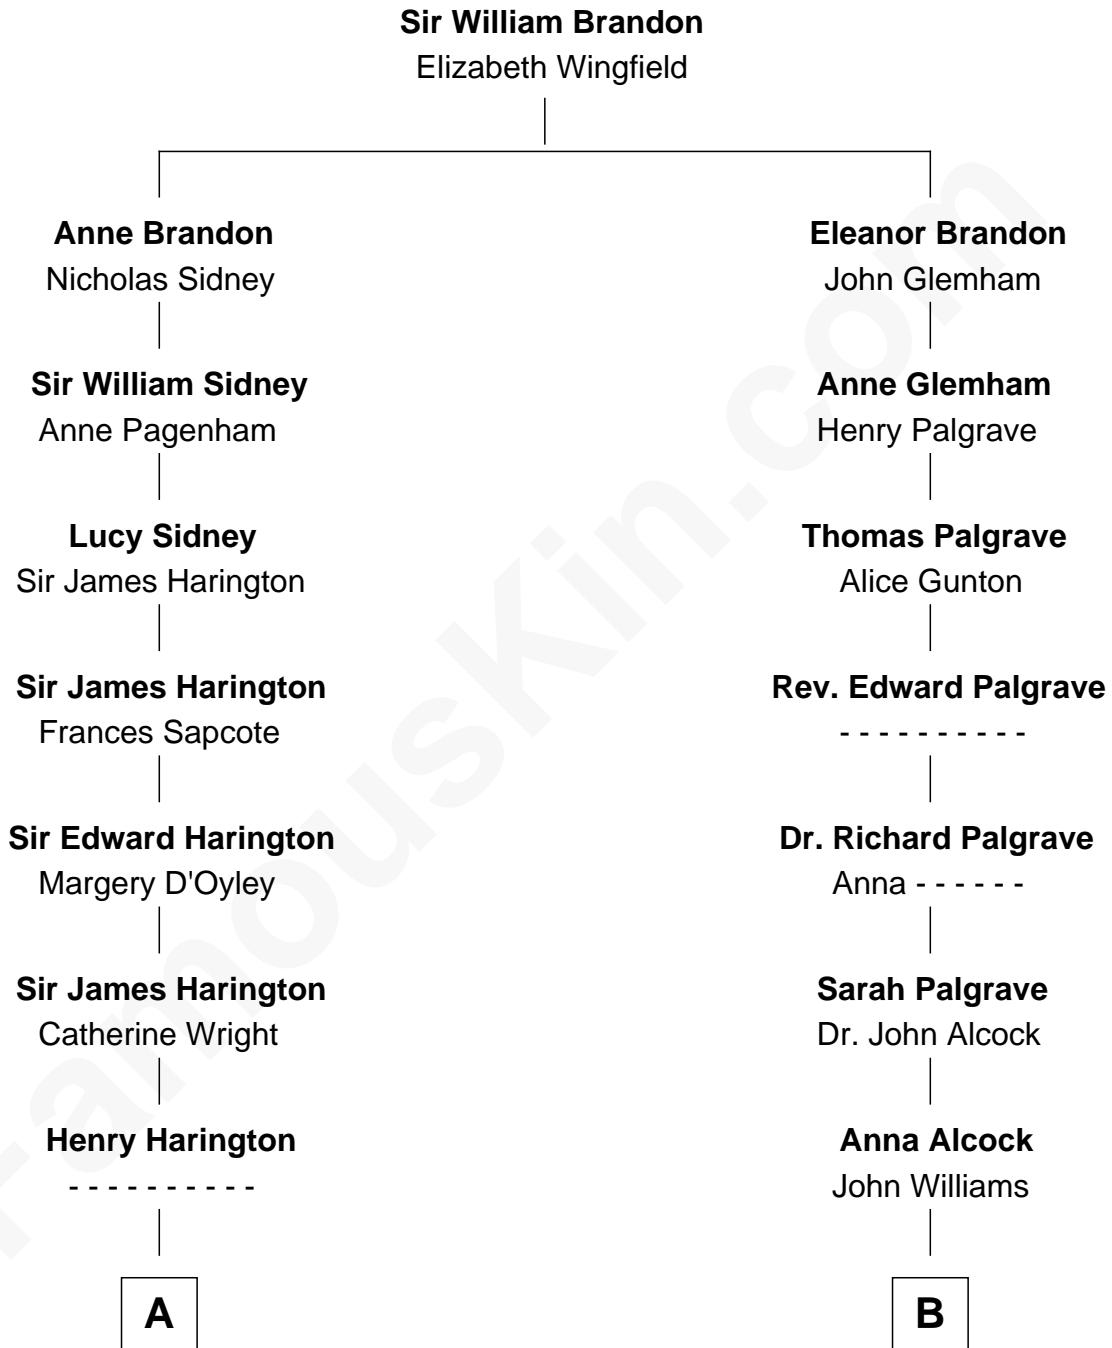 Sir William Brandon
Elizabeth Wingfield
Anne Brandon
Nicholas Sidney
Eleanor Brandon
John Glemham
Sir William Sidney
Anne Pagenham
Anne Glemham
Henry Palgrave
Lucy Sidney
Sir James Harington
Thomas Palgrave
Alice Gunton
Sir James Harington
Frances Sapcote
Rev. Edward Palgrave
- - - - - - - - - -
Sir Edward Harington
Margery D'Oyley
Dr. Richard Palgrave
Anna - - - - - -
Sir James Harington
Catherine Wright
Sarah Palgrave
Dr. John Alcock
Henry Harington
- - - - - - - - - -
Anna Alcock
John Williams
A
B
FamousKin.com